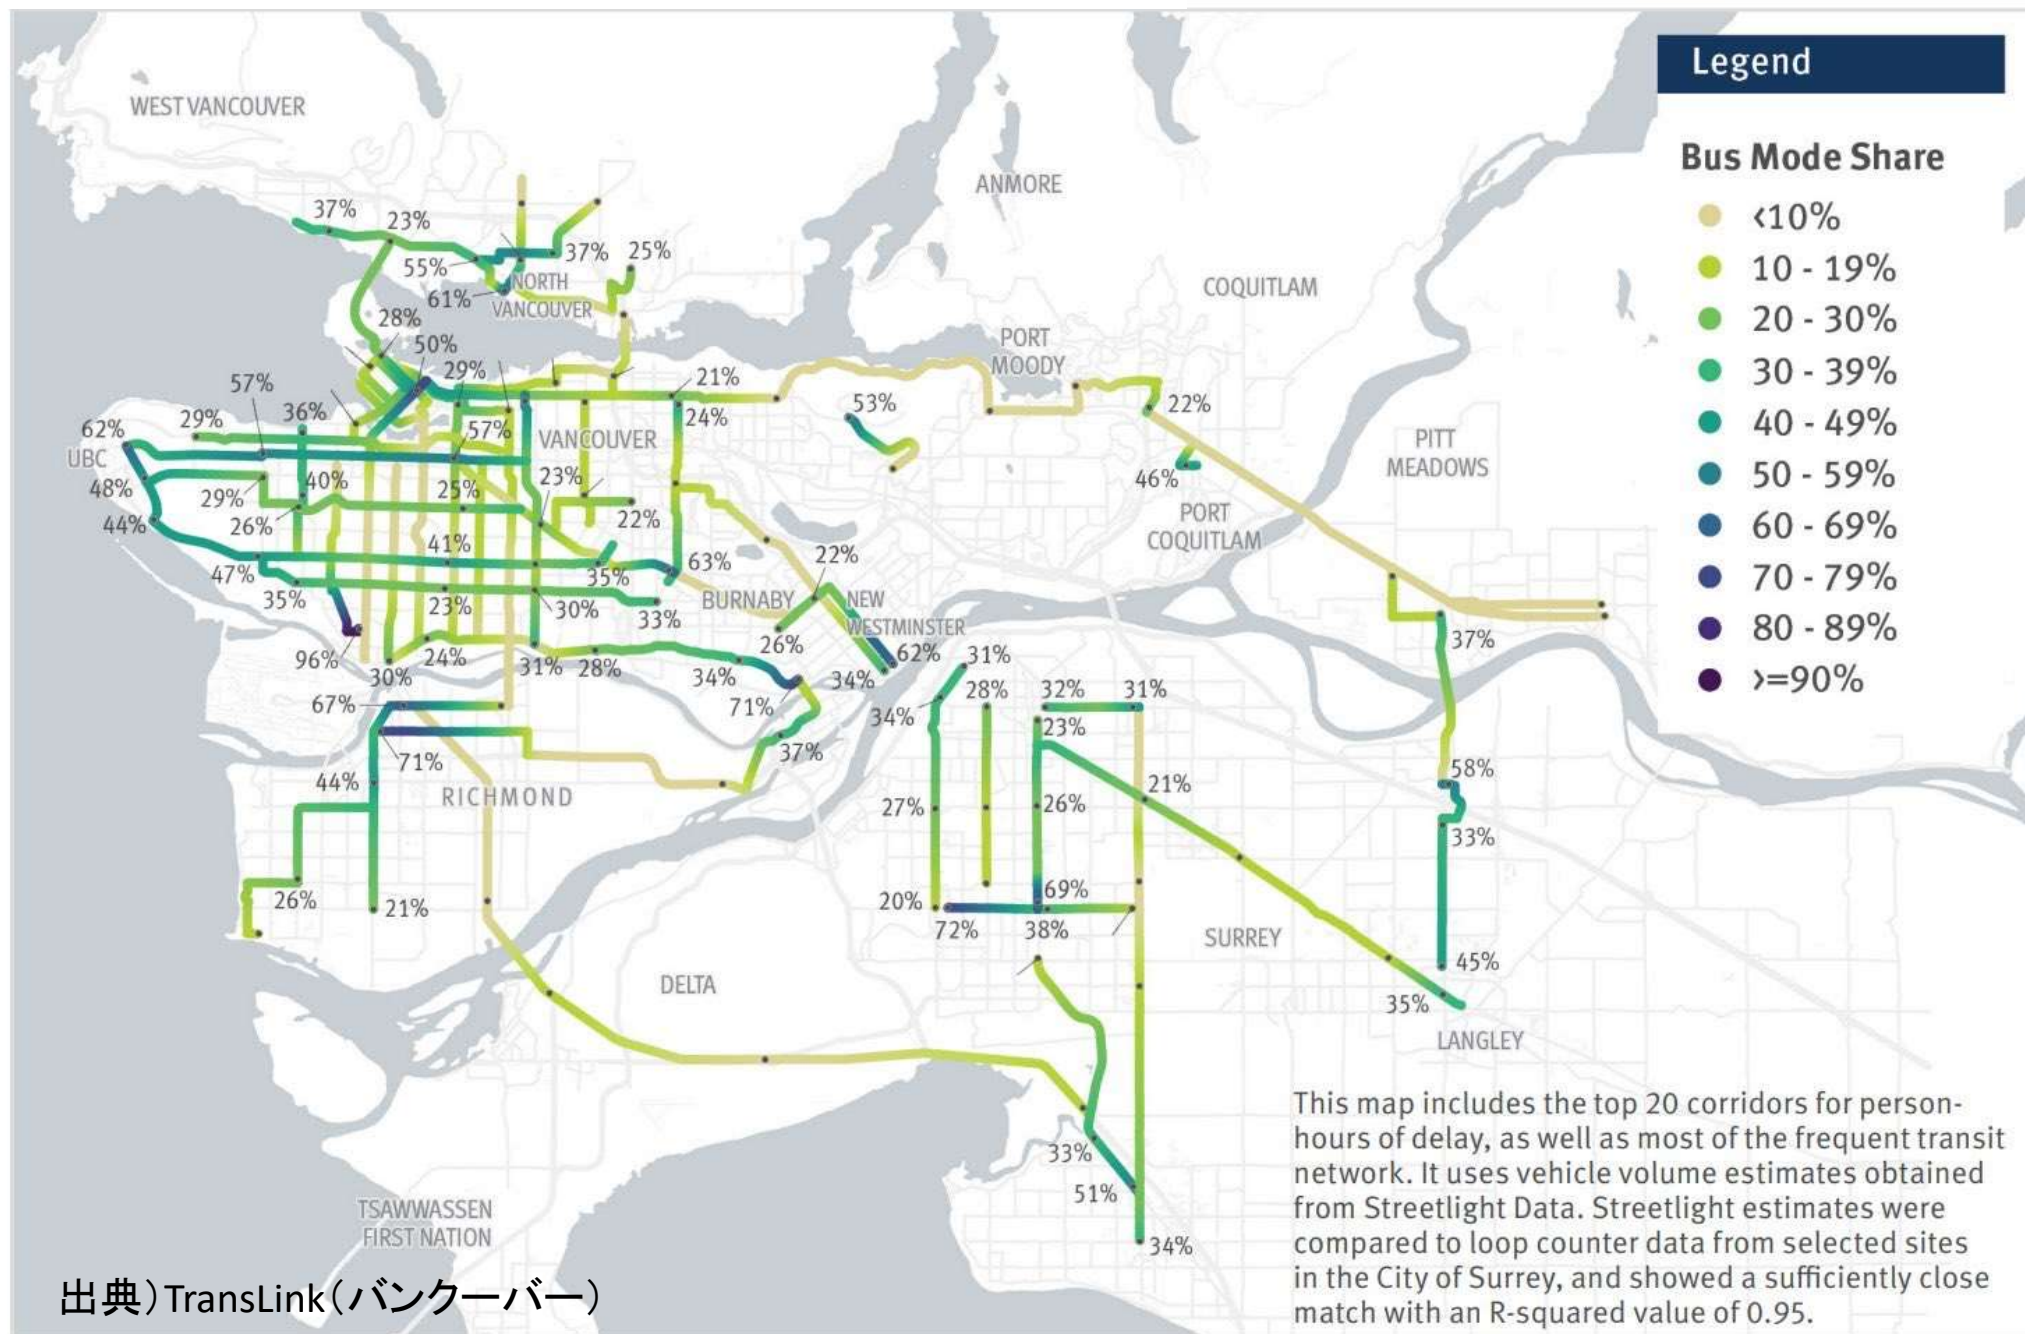 Legend
Bus Mode Share
<10%
10 - 19%
20 - 30%
30 - 39%
40 - 49%
50 - 59%
60 - 69%
70 - 79%
80 - 89%
>=90%
WEST VANCOUVER
ANMORE
COQUITLAM
37%
23%
55%
37%
25%
61%
NORTH
VANCOUVER
PORT
MOODY
28%
50%
29%
57%
36%
21%
24%
22%
53%
62%
29%
57%
VANCOUVER
UBC
48%
29%
40%
25%
23%
46%
PITT
MEADOWS
44%
26%
22%
PORT
COQUITLAM
47%
41%
35%
63%
22%
35%
23%
30%
33%
BURNABY
NEW
WESTMINSTER
26%
37%
96%
24%
30%
31%
28%
34%
34%
62%
31%
67%
71%
34%
28%
32%
31%
23%
71%
37%
44%
RICHMOND
27%
26%
21%
58%
33%
26%
21%
20%
69%
72%
38%
SURREY
45%
35%
DELTA
LANGLEY
33%
51%
34%
TSAWWASSEN
FIRST NATION
This map includes the top 20 corridors for person-
hours of delay, as well as most of the frequent transit
network. It uses vehicle volume estimates obtained
from Streetlight Data. Streetlight estimates were
compared to loop counter data from selected sites
in the City of Surrey, and showed a sufficiently close
match with an R-squared value of 0.95.
出典）TransLink（バンクーバー）